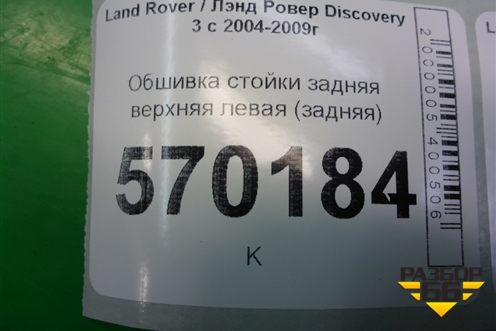 Land Rover / Лэнд Ровер Discovery
3 с 2004-2009г
Обшивка стойки задняя
верхняя левая (задняя)
570184
К
2000005400506
РАЗБОР
66